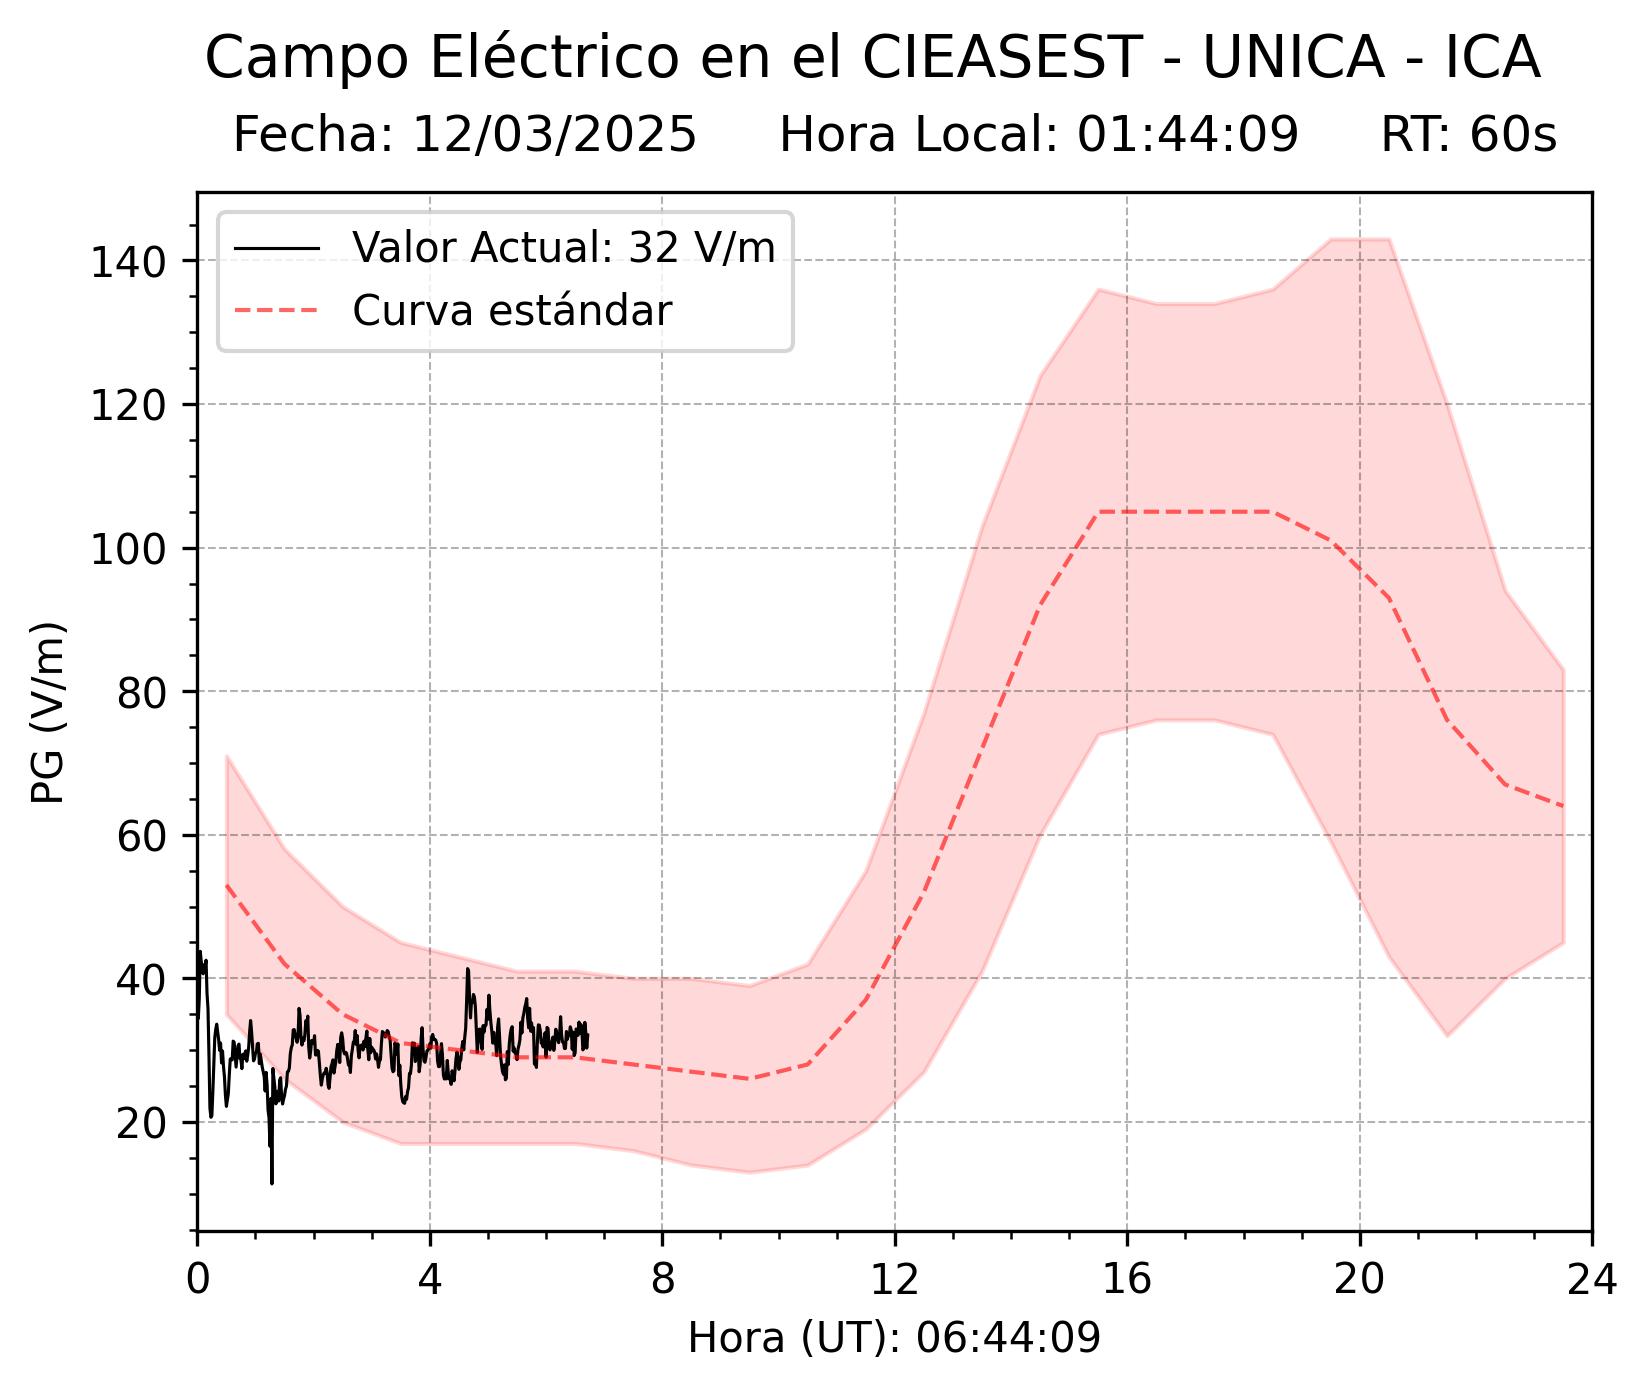 Campo Eléctrico en el CIEASEST - UNICA - ICA
Fecha: 12/03/2025 Hora Local: 01:44:09 RT: 60s
Valor Actual: 32 V/m
Curva estándar
PG (V/m)
140
120
100
80
60
40
20
0 4 8 12 16 20 24
Hora (UT): 06:44:09